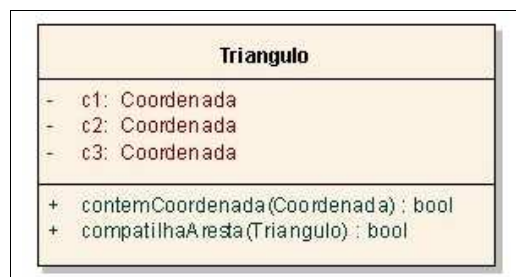 Triangulo
- c1: Coordenada
- c2: Coordenada
- c3: Coordenada
+ contemCoordenada(Coordenada) : bool
+ compatilhaAresta(Triangulo) : bool